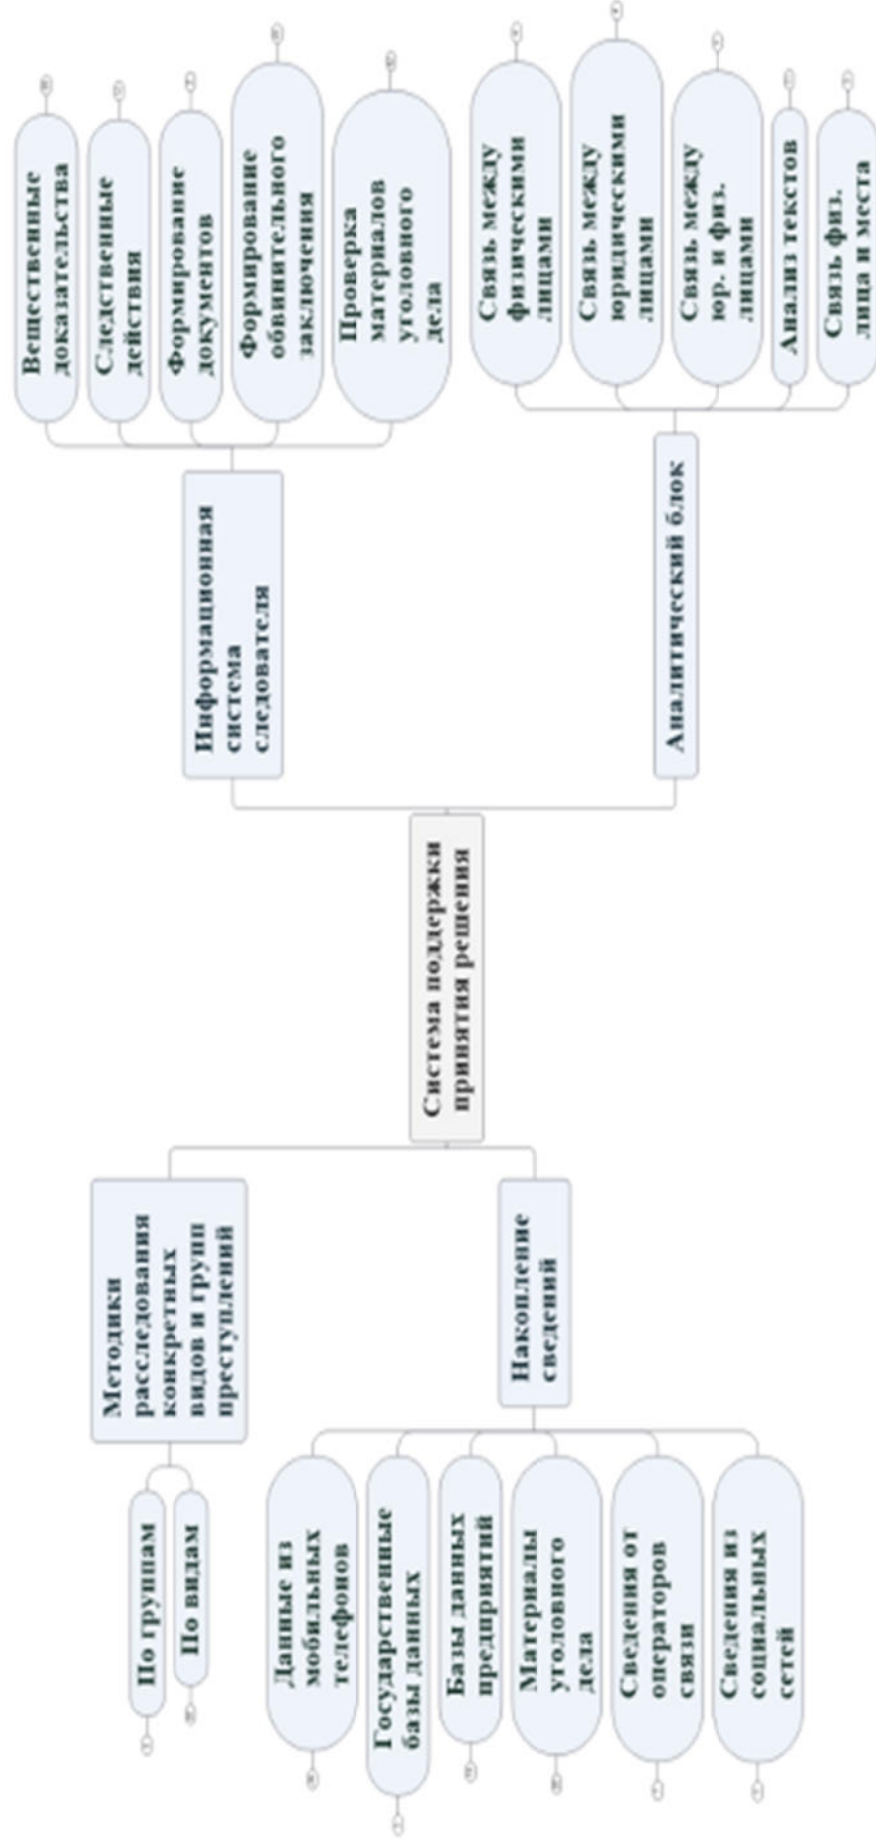 Методики
расследования
конкретных
видов и групп
преступлений
По группам
По видам
Накопление
сведений
Данные из
мобильных
телефонов
Государственные
базы данных
Базы данных
предприятий
Материалы
уголовного
дела
Сведения от
операторов
связи
Сведения из
социальных
сетей
Система поддержки
принятия решения
Информационная
система
следователя
Вещественные
доказательства
Следственные
действия
Формирование
документов
Формирование
обвинительного
заключения
Проверка
материалов
уголовного
дела
Аналитический блок
Связь между
физическими
лицами
Связь между
юридическими
лицами
Связь между
юр. и физ.
лицами
Анализ текстов
Связь физ.
лица и места